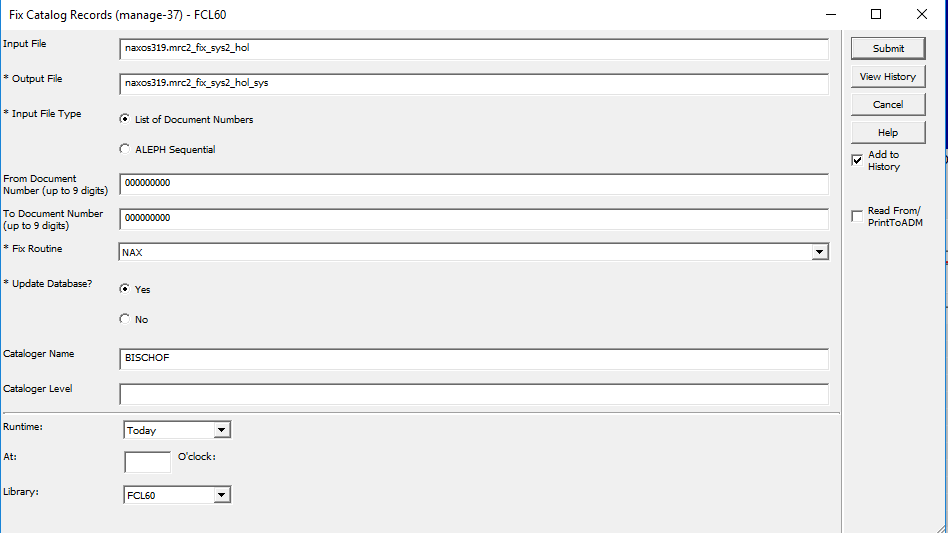 Fix Catalog Records (manage-37) - FCL60
Input File
naxos319.mrc2_fix_sys2_hol
Submit
* Output File
naxos319.mrc2_fix_sys2_hol_sys
View History
Cancel
* Input File Type
List of Document Numbers
Help
ALEPH Sequential
Add to
History
From Document
Number (up to 9 digits)
000000000
To Document Number
(up to 9 digits)
000000000
Read From/
PrintToADM
* Fix Routine
NAX
* Update Database?
Yes
No
Cataloger Name
BISCHOF
Cataloger Level
Runtime:
Today
At:
O'clock:
Library:
FCL60